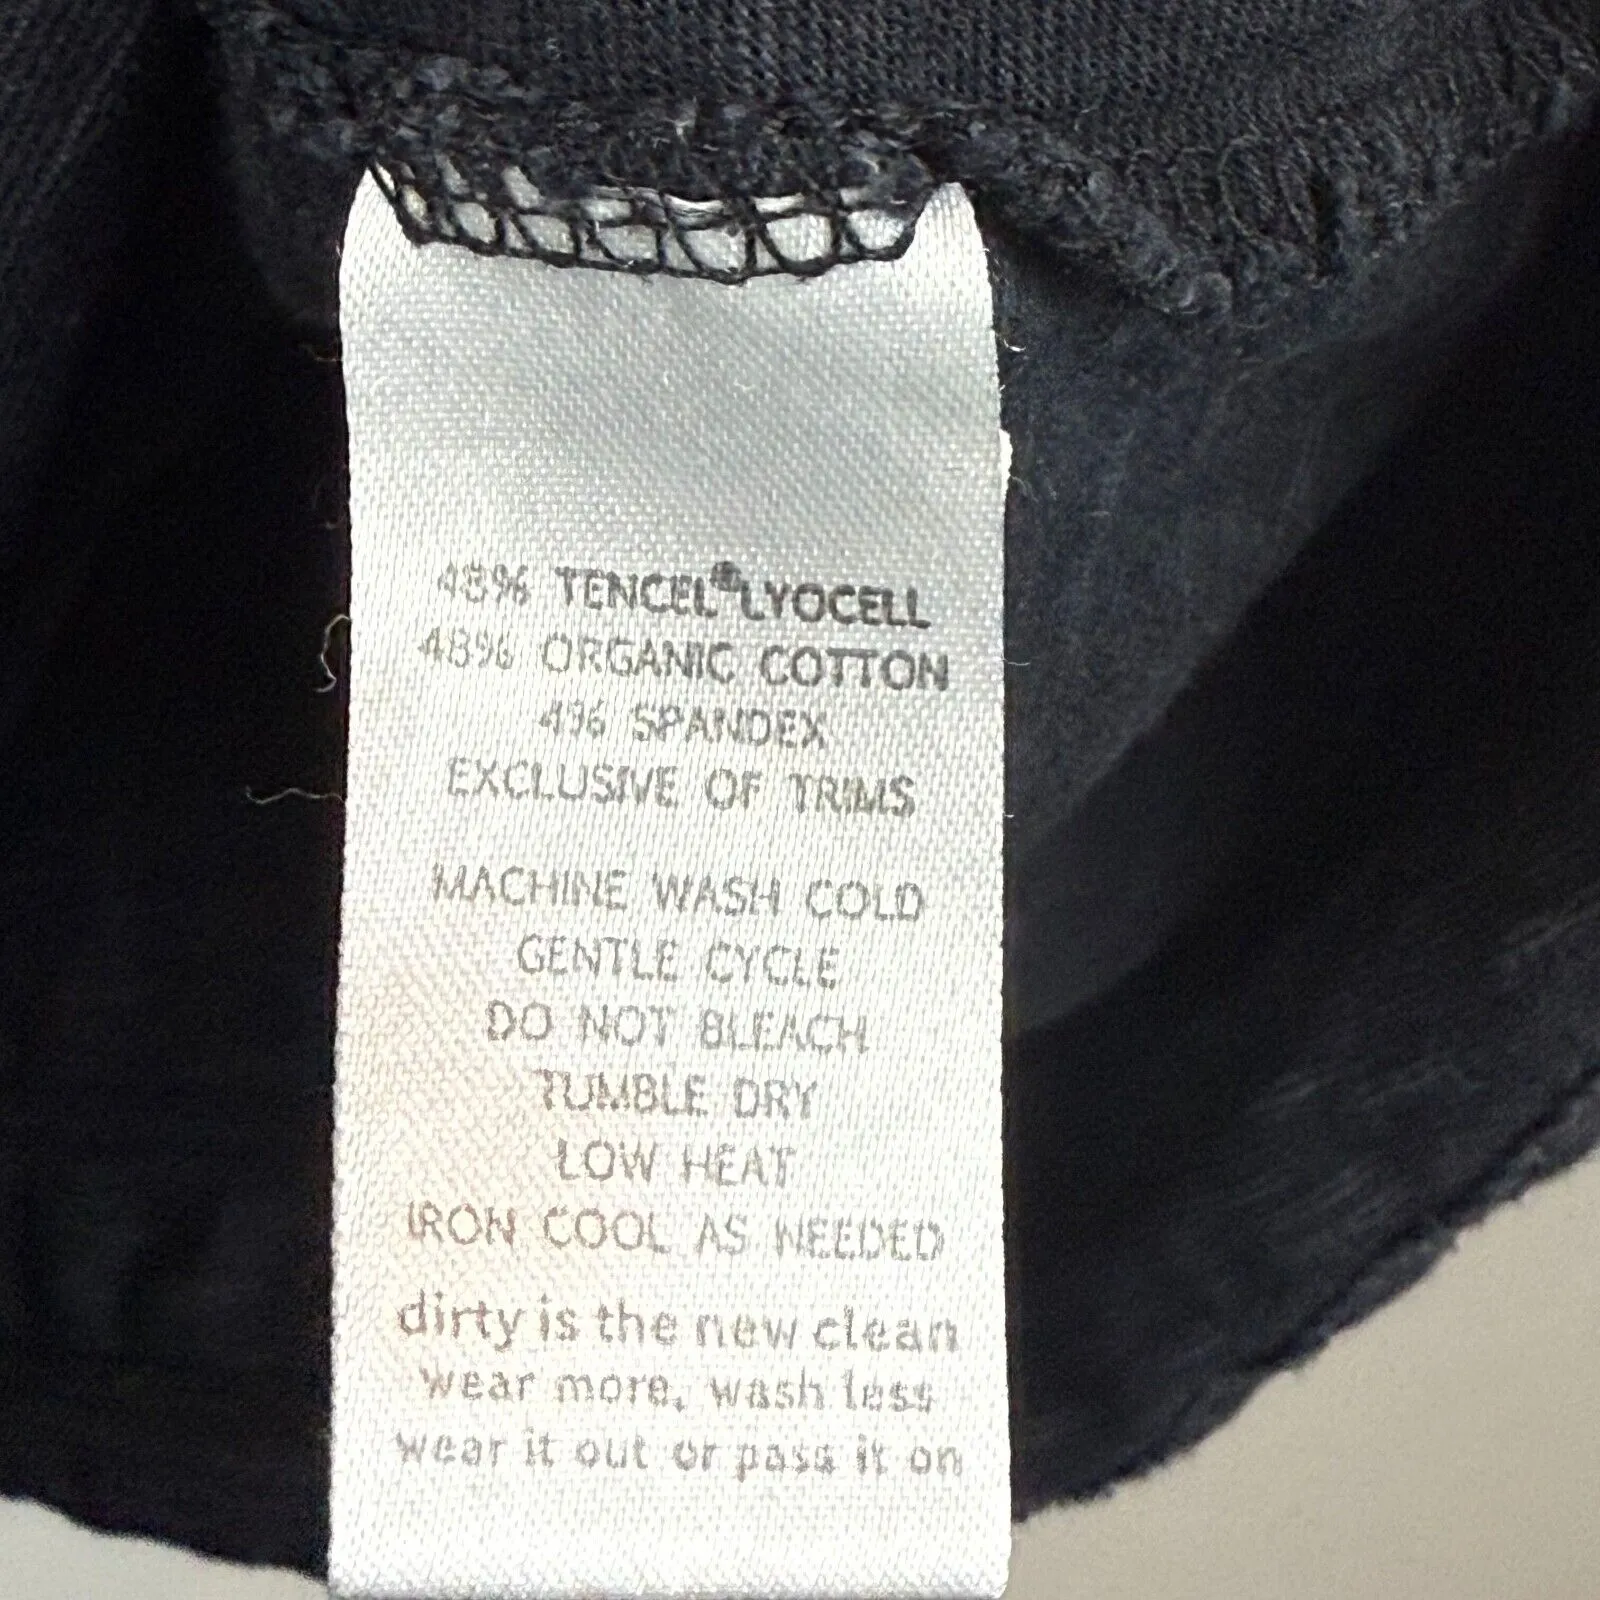 48% TENCEL® LYOCELL
48% ORGANIC COTTON
4% SPANDEX
EXCLUSIVE OF TRIMS
MACHINE WASH COLD
GENTLE CYCLE
DO NOT BLEACH
TUMBLE DRY
LOW HEAT
IRON COOL AS NEEDED
dirty is the new clean
wear more, wash less
wear it out or pass it on